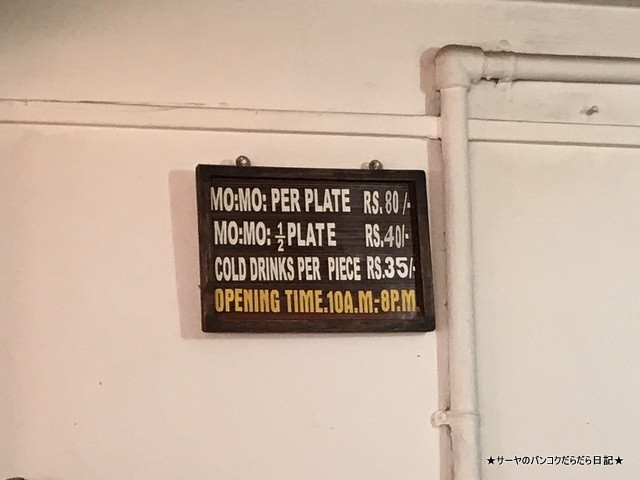 MO:MO: PER PLATE RS. 80/-
MO:MO: ½ PLATE RS. 40/-
COLD DRINKS PER PIECE RS. 35/-
OPENING TIME. 10A.M:-8P.M
★サーヤのバンコクだらだら日記★